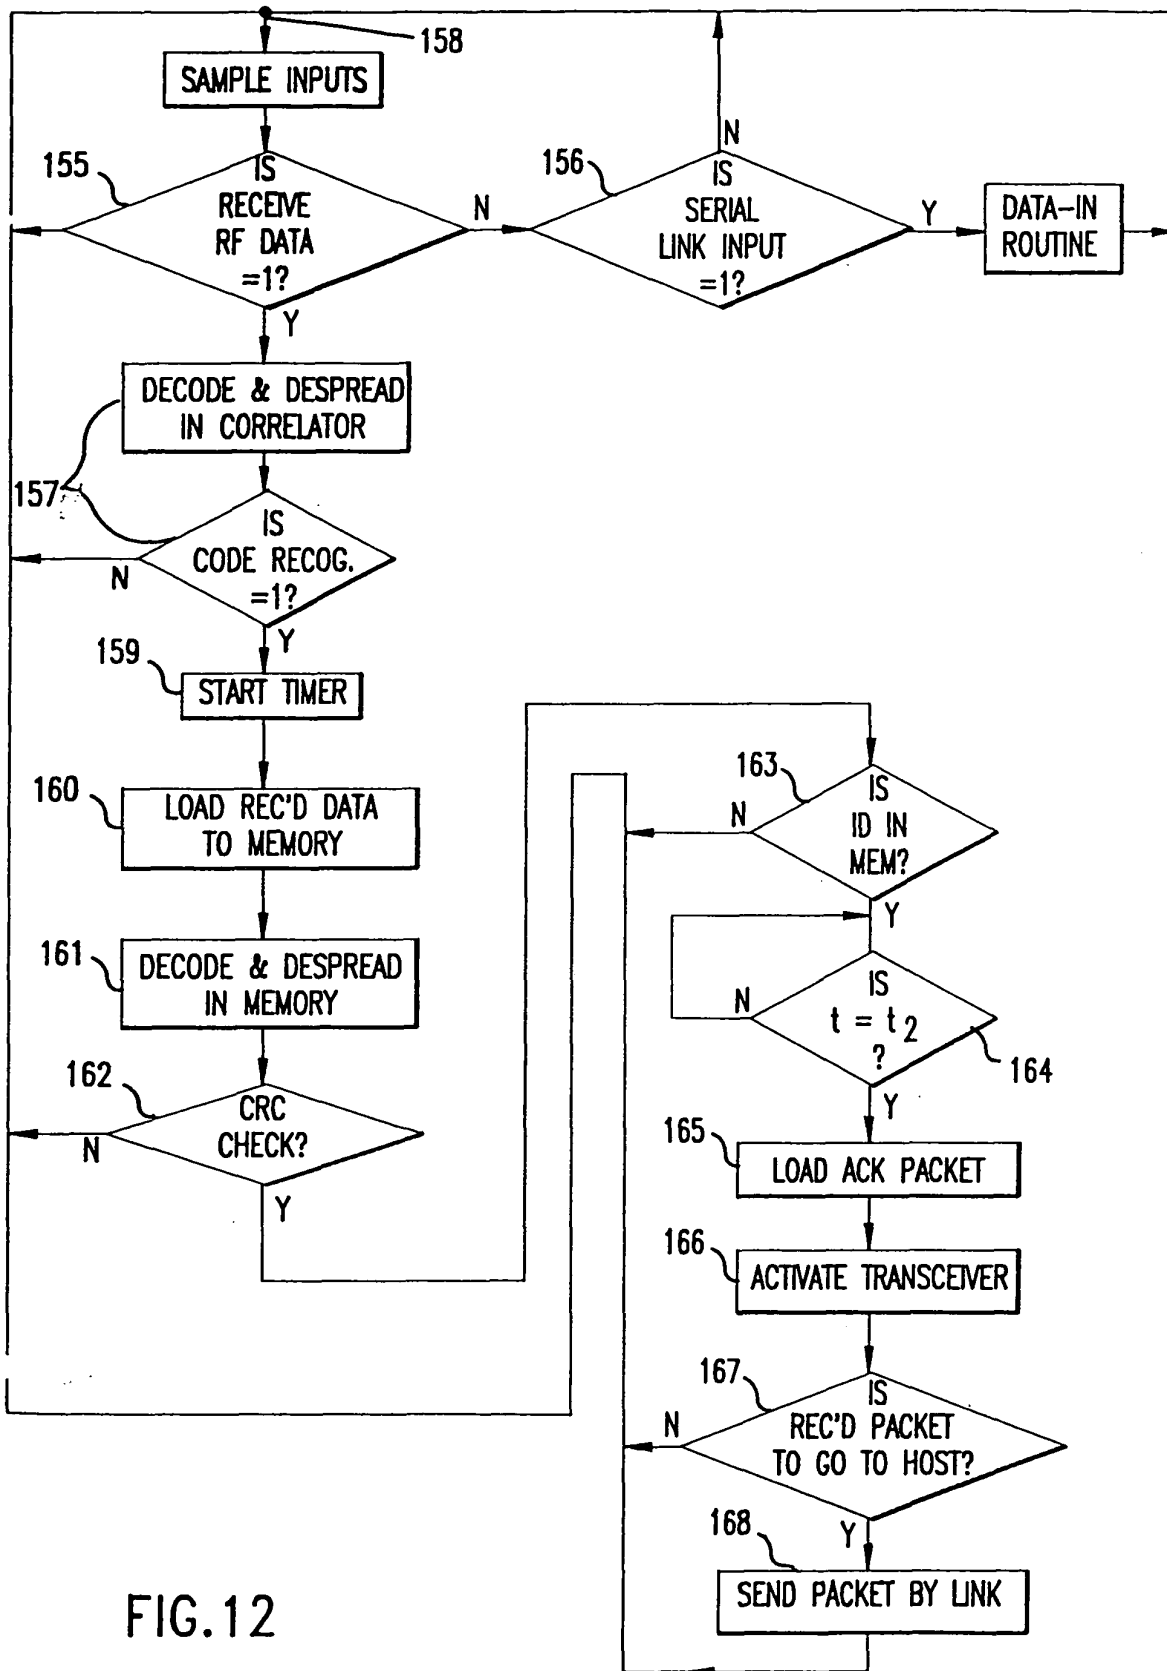 158
SAMPLE INPUTS
155
IS
RECEIVE
RF DATA
=1?
N
Y
156
IS
SERIAL
LINK INPUT
=1?
N
Y
DATA-IN
ROUTINE
DECODE & DESPREAD
IN CORRELATOR
157
IS
CODE RECOG.
=1?
N
Y
159
START TIMER
160
LOAD REC'D DATA
TO MEMORY
161
DECODE & DESPREAD
IN MEMORY
162
CRC
CHECK?
N
Y
163
IS
ID IN
MEM?
N
Y
IS
t = t2
?
N
164
Y
165
LOAD ACK PACKET
166
ACTIVATE TRANSCEIVER
167
IS
REC'D PACKET
TO GO TO HOST?
N
Y
168
SEND PACKET BY LINK
FIG.12